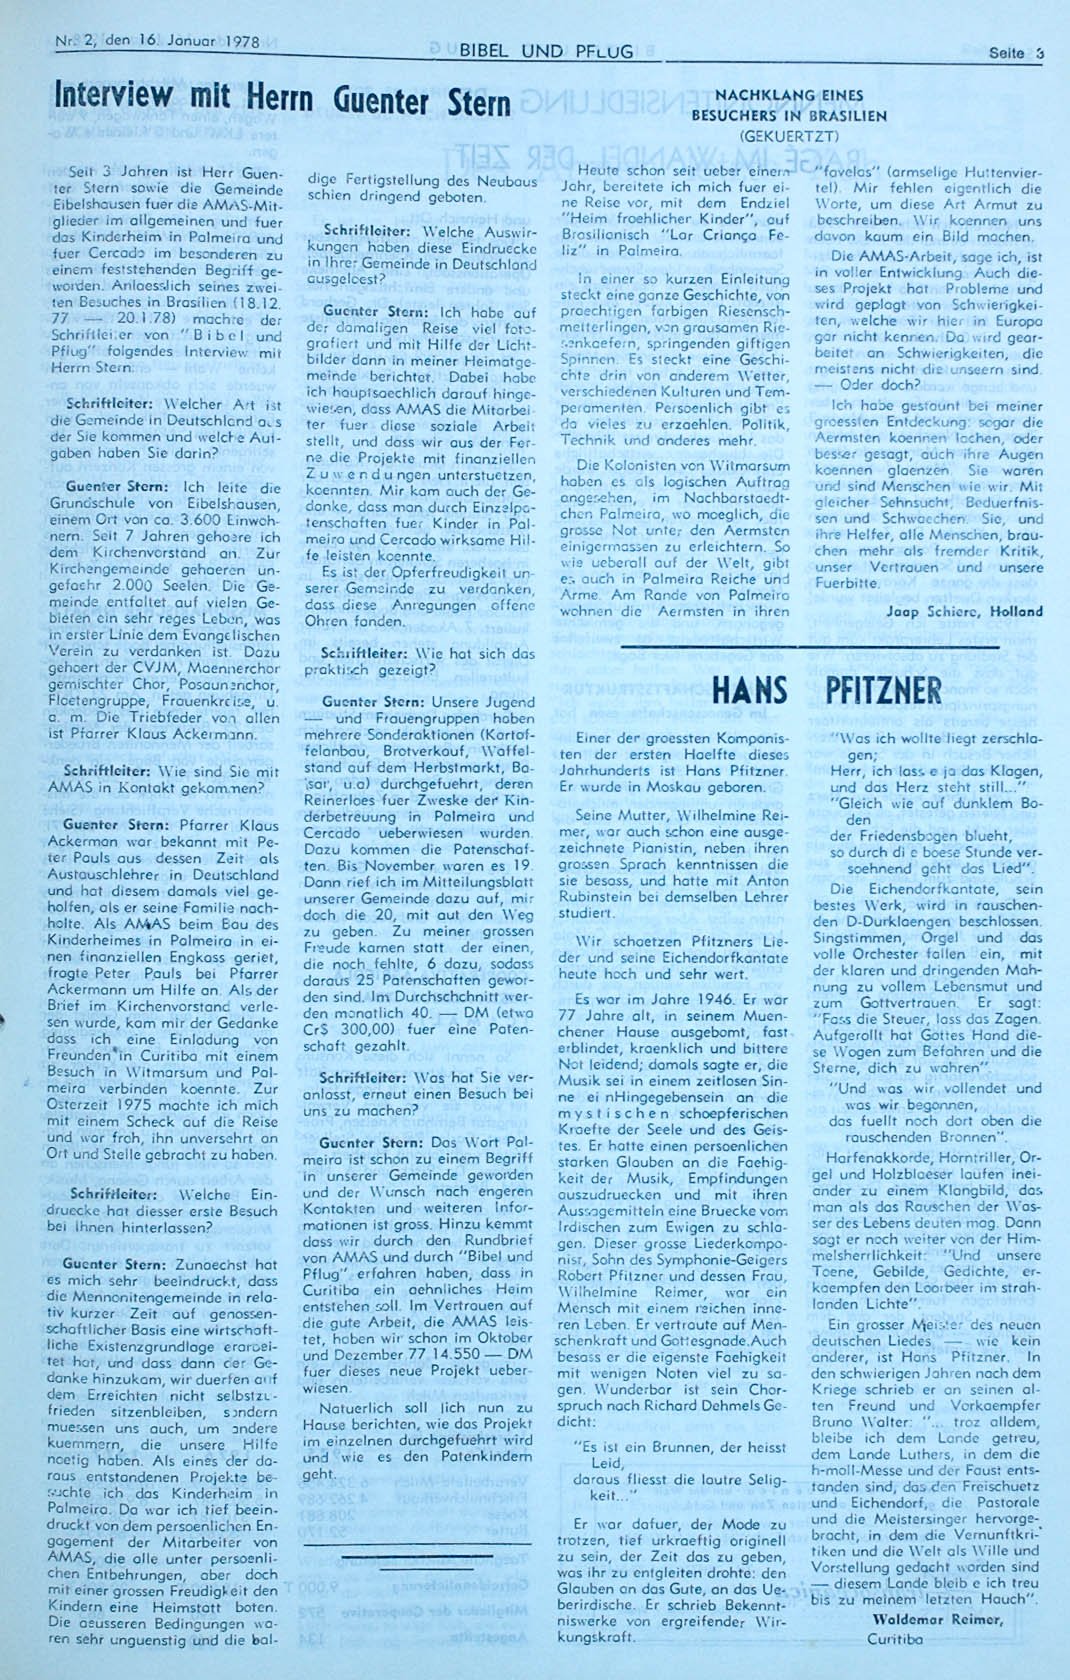 Nr. 2, den 16. Januar 1978
BIBEL UND PFLUG
Seite 3
Interview mit Herrn Guenter Stern
Seit 3 Jahren ist Herr Guen-
ter Stern sowie die Gemeinde
Eibelshausen fuer die AMAS-Mit-
glieder im allgemeinen und fuer
das Kinderheim in Palmeira und
fuer Cercado im besonderen zu
einem feststehenden Begriff ge-
worden. Anlaesslich seines zwei-
ten Besuches in Brasilien (18.12.
77 — 20.1.78) machte der
Schriftleiter von "Bibel und
Pflug" folgendes Interview mit
Herrn Stern:
Schriftleiter: Welcher Art ist
die Gemeinde in Deutschland aus
der Sie kommen und welche Auf-
gaben haben Sie darin?
Guenter Stern: Ich leite die
Grundschule von Eibelshausen,
einem Ort von ca. 3.600 Einwoh-
nern. Seit 7 Jahren gehoere ich
dem Kirchenvorstand an. Zur
Kirchengemeinde gehoeren un-
gefaehr 2.000 Seelen. Die Ge-
meinde entfaltet auf vielen Ge-
bieten ein sehr reges Leben, was
in erster Linie dem Evangelischen
Verein zu verdanken ist. Dazu
gehoert der CVJM, Maennerchor
gemischter Chor, Posaunenchor,
Floetengruppe, Frauenkreise, u.
a. m. Die Triebfeder von allen
ist Pfarrer Klaus Ackermann.
Schriftleiter: Wie sind Sie mit
AMAS in Kontakt gekommen?
Guenter Stern: Pfarrer Klaus
Ackerman war bekannt mit Pe-
ter Pauls aus dessen Zeit als
Austauschlehrer in Deutschland
und hat diesem damals viel ge-
holfen, als er seine Familie nach-
holte. Als AMAS beim Bau des
Kinderheimes in Palmeira in ei-
nen finanziellen Engkass geriet,
fragte Peter Pauls bei Pfarrer
Ackermann um Hilfe an. Als der
Brief im Kirchenvorstand verle-
sen wurde, kam mir der Gedanke
dass ich eine Einladung von
Freunden in Curitiba mit einem
Besuch in Witmarsum und Pal-
meira verbinden koennte. Zur
Osterzeit 1975 machte ich mich
mit einem Scheck auf die Reise
und war froh, ihn unversehrt an
Ort und Stelle gebracht zu haben.
Schriftleiter: Welche Ein-
druecke hat diesser erste Besuch
bei Ihnen hinterlassen?
Guenter Stern: Zunaechst hat
es mich sehr beeindruckt, dass
die Mennonitengemeinde in rela-
tiv kurzer Zeit auf genossen-
schaftlicher Basis eine wirtschaft-
liche Existenzgrundlage erarbei-
tet hat, und dass dann der Ge-
danke hinzukam, wir duerfen auf
dem Erreichten nicht selbstzu-
frieden sitzenbleiben, sondern
muessen uns auch, um andere
kuemmern, die unsere Hilfe
noetig haben. Als eines der da-
raus entstandenen Projekte be-
suchte ich das Kinderheim in
Palmeira. Da war ich tief beein-
druckt von dem persoenlichen En-
gagement der Mitarbeiter von
AMAS, die alle unter persoenli-
chen Entbehrungen, aber doch
mit einer grossen Freudigkeit den
Kindern eine Heimstatt boten.
Die aeusseren Bedingungen wa-
ren sehr unguenstig und die bal-
dige Fertigstellung des Neubaus
schien dringend geboten.
Schriftleiter: Welche Auswir-
kungen haben diese Eindruecke
in Ihrer Gemeinde in Deutschland
ausgeloest?
Guenter Stern: Ich habe auf
der damaligen Reise viel foto-
grafiert und mit Hilfe der Licht-
bilder dann in meiner Heimatge-
meinde berichtet. Dabei habe
ich hauptsaechlich darauf hinge-
wiesen, dass AMAS die Mitarbei-
ter fuer diese soziale Arbeit
stellt, und dass wir aus der Fer-
ne die Projekte mit finanziellen
Zuwendungen unterstuetzen,
koennten. Mir kam auch der Ge-
danke, dass man durch Einzelpa-
tenschaften fuer Kinder in Pal-
meira und Cercado wirksame Hil-
fe leisten koennte.
Es ist der Opferfreudigkeit un-
serer Gemeinde zu verdanken,
dass diese Anregungen offene
Ohren fanden.
Schriftleiter: Wie hat sich das
praktisch gezeigt?
Guenter Stern: Unsere Jugend
— und Frauengruppen haben
mehrere Sonderaktionen (Kartof-
felanbau, Brotverkauf, Waffel-
stand auf dem Herbstmarkt, Ba-
sar, u.a) durchgefuehrt, deren
Reinerloes fuer Zweske der Kin-
derbetreuung in Palmeira und
Cercado ueberwiesen wurden.
Dazu kommen die Patenschaf-
ten. Bis November waren es 19.
Dann rief ich im Mitteilungsblatt
unserer Gemeinde dazu auf, mir
doch die 20, mit auf den Weg
zu geben. Zu meiner grossen
Freude kamen statt der einen,
die noch fehlte, 6 dazu, sodass
daraus 25 Patenschaften gewor-
den sind. Im Durchschschnitt wer-
den monatlich 40. — DM (etwa
Cr$ 300,00) fuer eine Paten-
schaft gezahlt.
Schriftleiter: Was hat Sie ver-
anlasst, erneut einen Besuch bei
uns zu machen?
Guenter Stern: Das Wort Pal-
meira ist schon zu einem Begriff
in unserer Gemeinde geworden
und der Wunsch nach engeren
Kontakten und weiteren Infor-
mationen ist gross. Hinzu kemmt
dass wir durch den Rundbrief
von AMAS und durch "Bibel und
Pflug" erfahren haben, dass in
Curitiba ein aehnliches Heim
entstehen soll. Im Vertrauen auf
die gute Arbeit, die AMAS leis-
tet, haben wir schon im Oktober
und Dezember 77 14.550 — DM
fuer dieses neue Projekt ueber-
wiesen.
Natuerlich soll lich nun zu
Hause berichten, wie das Projekt
im einzelnen durchgefuehrt wird
und wie es den Patenkindern
geht.
NACHKLANG EINES
BESUCHERS IN BRASILIEN
(GEKUERTZT)
Heute schon seit ueber einem
Jahr, bereitete ich mich fuer ei-
ne Reise vor, mit dem Endziel
"Heim froehlicher Kinder", auf
Brasilianisch "Lar Criança Fe-
liz" in Palmeira.
In einer so kurzen Einleitung
steckt eine ganze Geschichte, von
praechtigen farbigen Riesensch-
metterlingen, von grausamen Rie-
senkaefern, springenden giftigen
Spinnen. Es steckt eine Geschi-
chte drin von anderem Wetter,
verschiedenen Kulturen und Tem-
peramenten. Persoenlich gibt es
da vieles zu erzaehlen. Politik,
Technik und anderes mehr.
Die Kolonisten von Witmarsum
haben es als logischen Auftrag
angesehen, im Nachbarstaedt-
chen Palmeira, wo moeglich, die
grosse Not unter den Aermsten
einigermassen zu erleichtern. So
wie ueberall auf der Welt, gibt
es auch in Palmeira Reiche und
Arme. Am Rande von Palmeira
wohnen die Aermsten in ihren
"favelas" (armselige Huttenvier-
tel). Mir fehlen eigentlich die
Worte, um diese Art Armut zu
beschreiben. Wir koennen uns
davon kaum ein Bild machen.
Die AMAS-Arbeit, sage ich, ist
in voller Entwicklung. Auch die-
ses Projekt hat Probleme und
wird geplagt von Schwierigkei-
ten, welche wir hier in Europa
gar nicht kennen. Da wird gear-
beitet an Schwierigkeiten, die
meistens nicht die unseern sind.
— Oder doch?
Ich habe gestaunt bei meiner
groessten Entdeckung: sogar die
Aermsten koennen lachen, oder
besser gesagt, auch ihre Augen
koennen glaenzen. Sie waren
und sind Menschen wie wir. Mit
gleicher Sehnsucht, Beduerfnis-
sen und Schwaechen. Sie, und
ihre Helfer, alle Menschen, brau-
chen mehr als fremder Kritik,
unser Vertrauen und unsere
Fuerbitte.
Jaap Schiere, Holland
HANS PFITZNER
Einer der groessten Komponis-
ten der ersten Haelfte dieses
Jahrhunderts ist Hans Pfitzner.
Er wurde in Moskau geboren.
Seine Mutter, Wilhelmine Rei-
mer, war auch schon eine ausge-
zeichnete Pianistin, neben ihren
grossen Sprach kenntnissen die
sie besass, und hatte mit Anton
Rubinstein bei demselben Lehrer
studiert.
Wir schaetzen Pfitzners Lie-
der und seine Eichendorfkantate
heute hoch und sehr wert.
Es war im Jahre 1946. Er war
77 Jahre alt, in seinem Muen-
chener Hause ausgebomt, fast
erblindet, kraenklich und bittere
Not leidend; damals sagte er, die
Musik sei in einem zeitlosen Sin-
ne ei nHingegebensein an die
mystischen schoepferischen
Kraefte der Seele und des Geis-
tes. Er hatte einen persoenlichen
starken Glauben an die Faehig-
keit der Musik, Empfindungen
auszudruecken und mit ihren
Aussagemitteln eine Bruecke vom
Irdischen zum Ewigen zu schla-
gen. Dieser grosse Liederkompo-
nist, Sohn des Symphonie-Geigers
Robert Pfitzner und dessen Frau,
Wilhelmine Reimer, war ein
Mensch mit einem reichen inne-
ren Leben. Er vertraute auf Men-
schenkraft und Gottesgnade.Auch
besass er die eigenste Faehigkeit
mit wenigen Noten viel zu sa-
gen. Wunderbar ist sein Chor-
spruch nach Richard Dehmels Ge-
dicht:
"Es ist ein Brunnen, der heisst
Leid,
daraus fliesst die lautre Selig-
keit..."
Er war dafuer, der Mode zu
trotzen, tief urkraeftig originell
zu sein, der Zeit das zu geben,
was ihr zu entgleiten drohte: den
Glauben an das Gute, an das Ue-
berirdische. Er schrieb Bekennt-
niswerke von ergreifender Wir-
kungskraft.
"Was ich wollte liegt zerschla-
gen;
Herr, ich lass e ja das Klagen,
und das Herz steht still..."
"Gleich wie auf dunklem Bo-
den
der Friedensbogen blueht,
so durch di e boese Stunde ver-
soehnend geht das Lied".
Die Eichendorfkantate, sein
bestes Werk, wird in rauschen-
den D-Durklaengen beschlossen.
Singstimmen, Orgel und das
volle Orchester fallen ein, mit
der klaren und dringenden Mah-
nung zu vollem Lebensmut und
zum Gottvertrauen. Er sagt:
"Fass die Steuer, lass das Zagen.
Aufgerollt hat Gottes Hand die-
se Wogen zum Befahren und die
Sterne, dich zu wahren".
"Und was wir vollendet und
was wir begonnen,
das fuellt noch dort oben die
rauschenden Bronnen".
Harfenakkorde, Horntriller, Or-
gel und Holzblaeser laufen inei-
ander zu einem Klangbild, das
man als das Rauschen der Was-
ser des Lebens deuten mag. Dann
sagt er noch weiter von der Him-
melsherrlichkeit: "Und unsere
Toene, Gebilde, Gedichte, er-
kaempfen den Loorbeer im strah-
lenden Lichte".
Ein grosser Meister des neuen
deutschen Liedes — wie kein
anderer, ist Hans Pfitzner. In
den schwierigen Jahren nach dem
Kriege schrieb er an seinen al-
ten Freund und Vorkaempfer
Bruno Walter: "... troz alldem,
bleibe ich dem Lande getreu,
dem Lande Luthers, in dem die
h-moll-Messe und der Faust ents-
tanden sind, das den Freischuetz
und Eichendorf, die Pastorale
und die Meistersinger hervorge-
bracht, in dem die Vernunftkri-
tiken und die Welt als Wille und
Vorstellung gedacht worden sind
— diesem Lande bleib e ich treu
bis zu meinem letzten Hauch".
Waldemar Reimer,
Curitiba